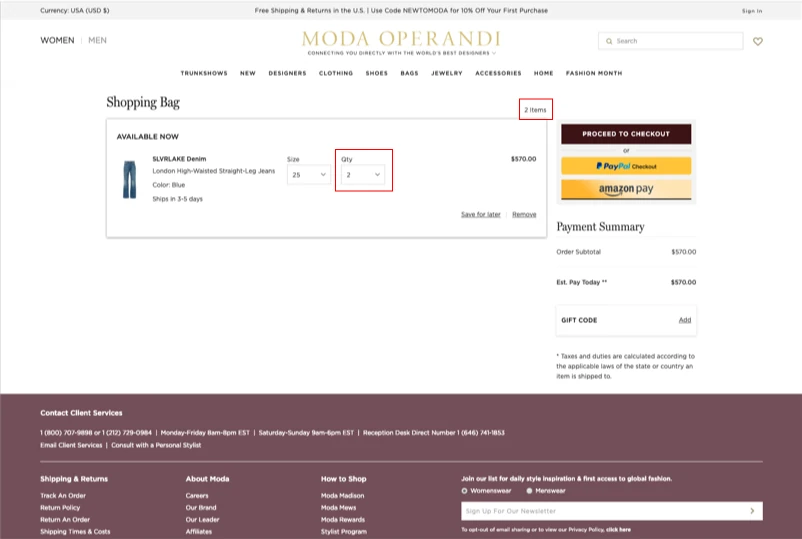 Currency: USA (USD $)
Free Shipping & Returns in the U.S. | Use Code NEWTOMODA for 10% Off Your First Purchase
Sign In
WOMEN | MEN
MODA OPERANDI
CONNECTING YOU DIRECTLY WITH THE WORLD'S BEST DESIGNERS
Search
TRUNKSHOWS NEW DESIGNERS CLOTHING SHOES BAGS JEWELRY ACCESSORIES HOME FASHION MONTH
Shopping Bag
2 Items
AVAILABLE NOW
SLVRLAKE Denim
London High-Waisted Straight-Leg Jeans
Color: Blue
Ships in 3-5 days
Size
25
Qty
2
$570.00
Save for later | Remove
PROCEED TO CHECKOUT
or
PayPal Checkout
amazon pay
Payment Summary
Order Subtotal $570.00
Est. Pay Today ** $570.00
GIFT CODE Add
* Taxes and duties are calculated according to
the applicable laws of the state or country an
item is shipped to.
Contact Client Services
1 (800) 707-9898 or 1 (212) 729-0984 | Monday-Friday 8am-8pm EST | Saturday-Sunday 9am-6pm EST | Reception Desk Direct Number 1 (646) 741-1853
Email Client Services | Consult with a Personal Stylist
Shipping & Returns
Track An Order
Return Policy
Return An Order
Shipping Times & Costs
About Moda
Careers
Our Brand
Our Leader
Affiliates
How to Shop
Moda Madison
Moda Mews
Moda Rewards
Stylist Program
Join our list for daily style inspiration & first access to global fashion.
Womenswear Menswear
Sign Up For Our Newsletter
To opt-out of email sharing or to view our Privacy Policy, click here